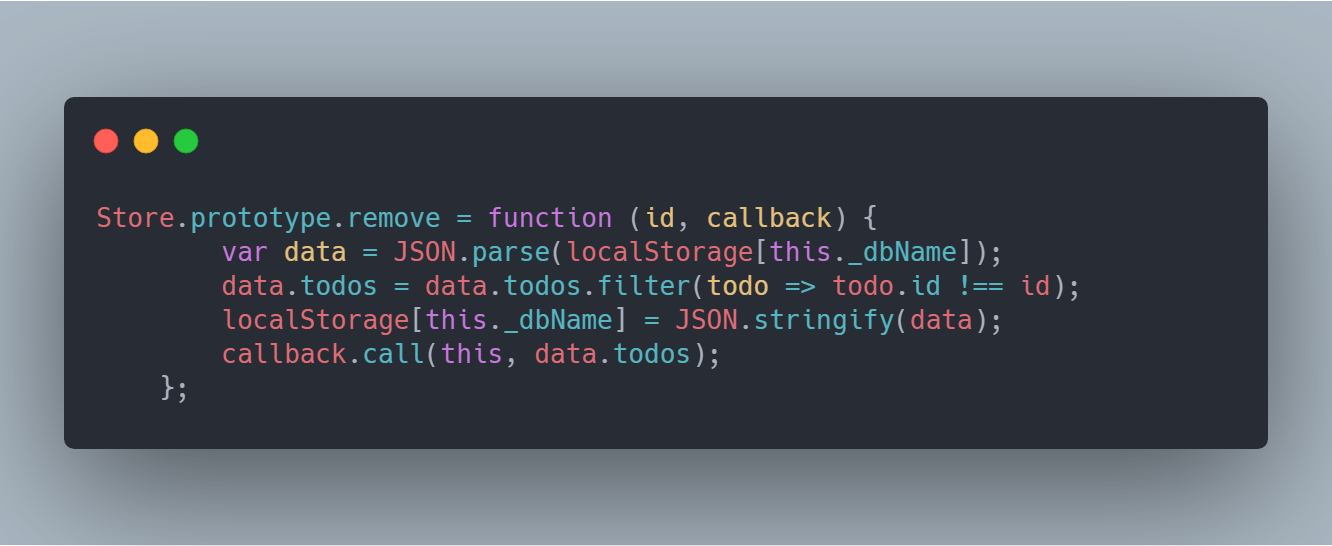 Store.prototype.remove = function (id, callback) {
        var data = JSON.parse(localStorage[this._dbName]);
        data.todos = data.todos.filter(todo => todo.id !== id);
        localStorage[this._dbName] = JSON.stringify(data);
        callback.call(this, data.todos);
    };